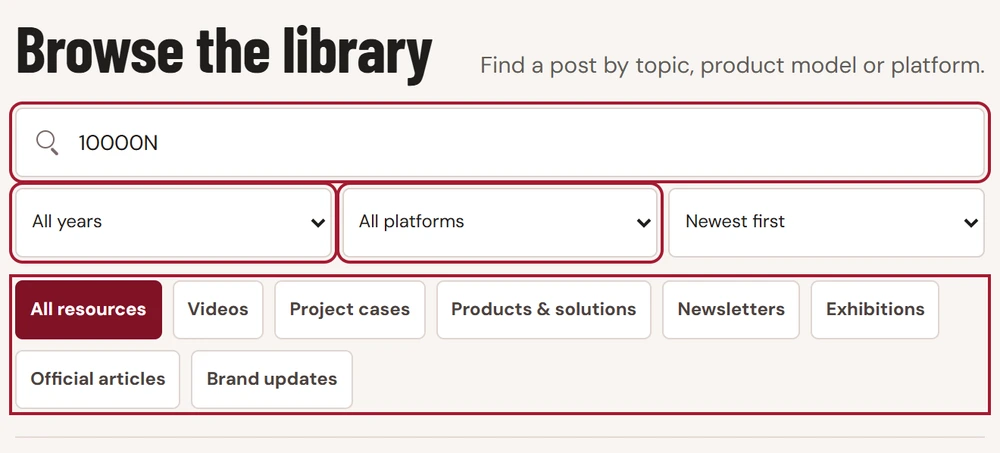 Browse the library
Find a post by topic, product model or platform.
10000N
All years
All platforms
Newest first
All resources
Videos
Project cases
Products & solutions
Newsletters
Exhibitions
Official articles
Brand updates